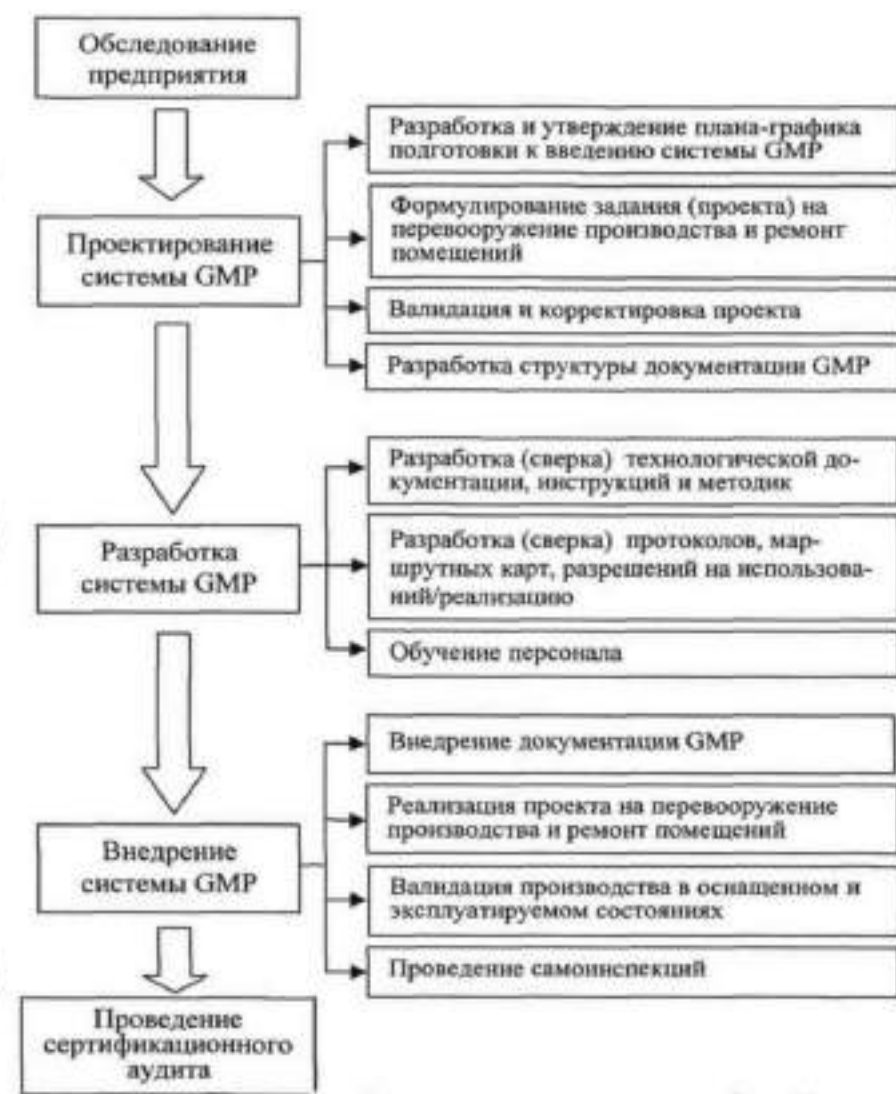 Обследование
предприятия
Проектирование
системы GMP
Разработка и утверждение плана-графика
подготовки к введению системы GMP
Формулирование задания (проекта) на
перевооружение производства и ремонт
помещений
Валидация и корректировка проекта
Разработка структуры документации GMP
Разработка
системы GMP
Разработка (сверка) технологической до-
кументации, инструкций и методик
Разработка (сверка) протоколов, мар-
шрутных карт, разрешений на использова-
ний/реализацию
Обучение персонала
Внедрение
системы GMP
Внедрение документации GMP
Реализация проекта на перевооружение
производства и ремонт помещений
Валидация производства в оснащенном и
эксплуатируемом состояниях
Проведение самоинспекций
Проведение
сертификационного
аудита